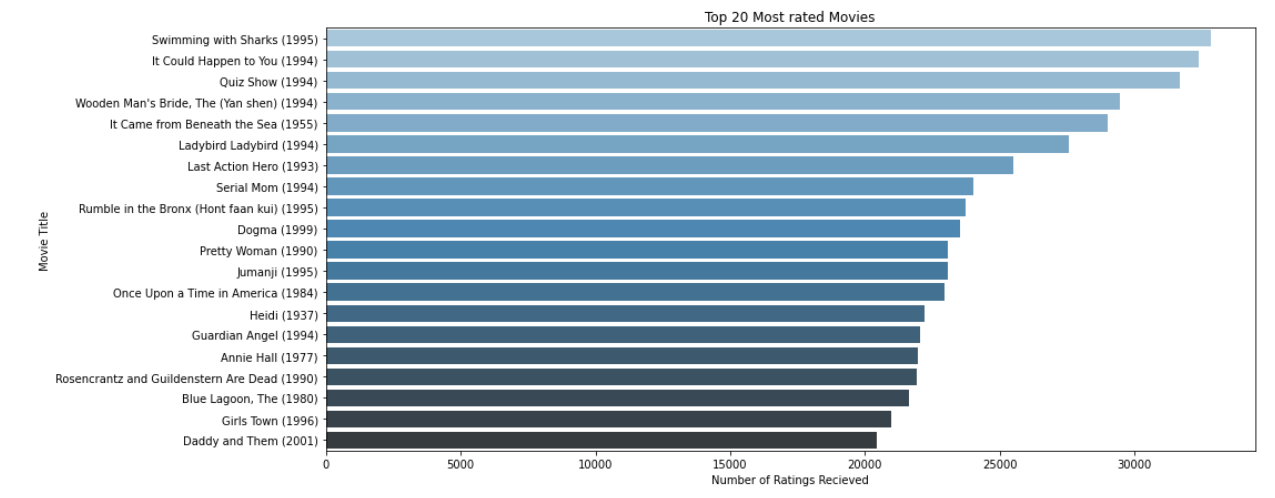 Top 20 Most rated Movies
Movie Title
Swimming with Sharks (1995)
It Could Happen to You (1994)
Quiz Show (1994)
Wooden Man's Bride, The (Yan shen) (1994)
It Came from Beneath the Sea (1955)
Ladybird Ladybird (1994)
Last Action Hero (1993)
Serial Mom (1994)
Rumble in the Bronx (Hont faan kui) (1995)
Dogma (1999)
Pretty Woman (1990)
Jumanji (1995)
Once Upon a Time in America (1984)
Heidi (1937)
Guardian Angel (1994)
Annie Hall (1977)
Rosencrantz and Guildenstern Are Dead (1990)
Blue Lagoon, The (1980)
Girls Town (1996)
Daddy and Them (2001)
0 5000 10000 15000 20000 25000 30000
Number of Ratings Recieved